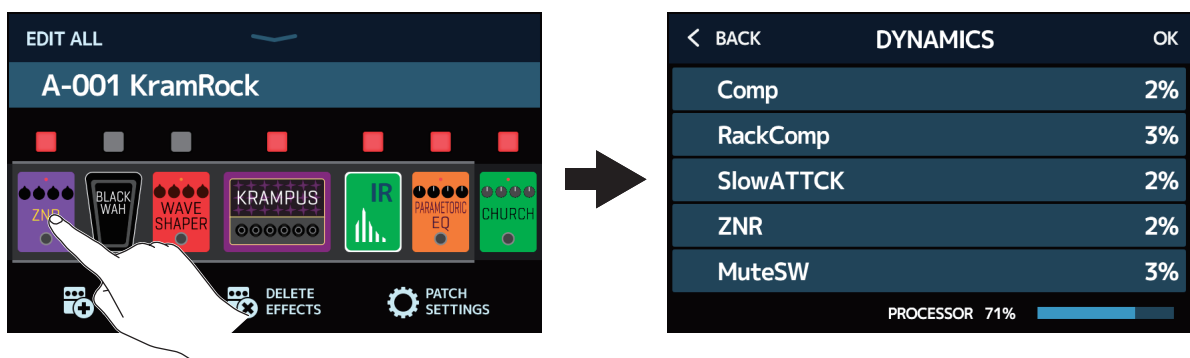 EDIT ALL
A-001 KramRock
ZNR
BLACK
WAH
WAVE
SHAPER
KRAMPUS
IR
PARAMETORIC
EQ
CHURCH
DELETE
EFFECTS
PATCH
SETTINGS
BACK DYNAMICS OK
Comp 2%
RackComp 3%
SlowATTCK 2%
ZNR 2%
MuteSW 3%
PROCESSOR 71%